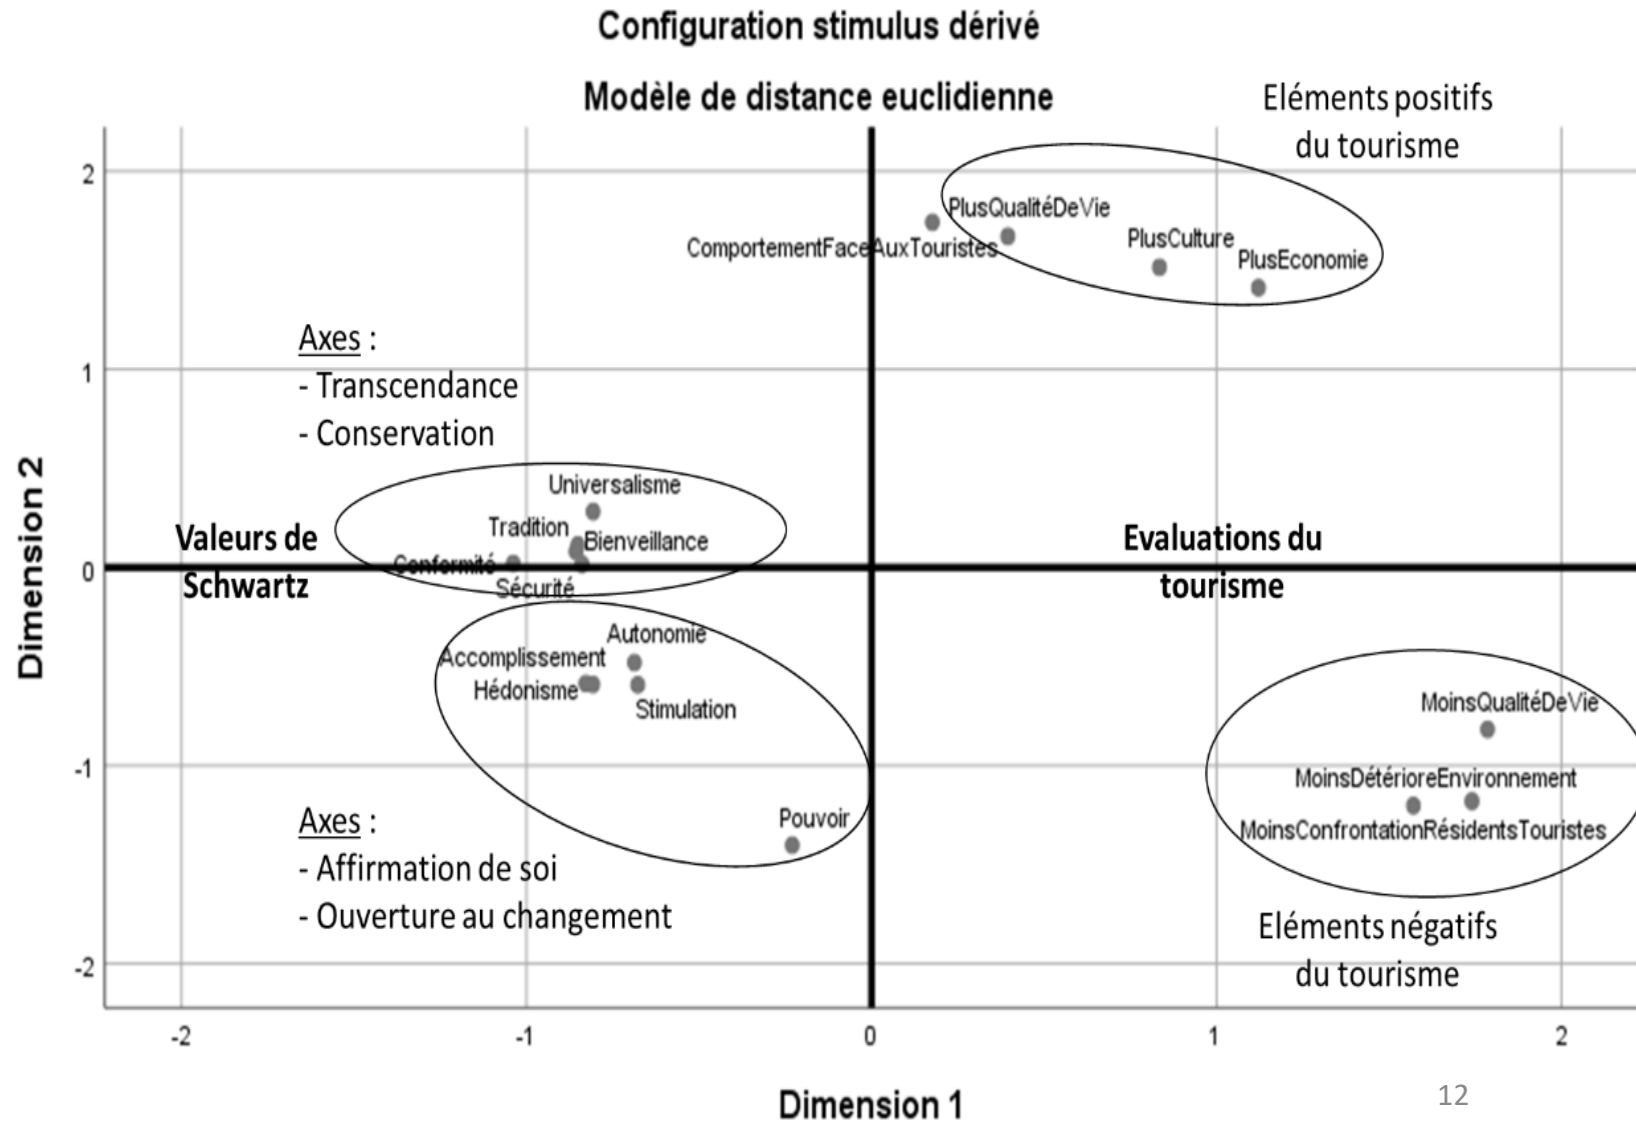 Configuration stimulus dérivé
Modèle de distance euclidienne
Eléments positifs
du tourisme
2
PlusQualitéDeVie
ComportementFaceAuxTouristes
PlusCulture
PlusEconomie
Axes :
- Transcendance
- Conservation
1
Universalisme
Tradition
Bienveillance
Conformité
Sécurité
Valeurs de
Schwartz
Evaluations du
tourisme
0
Dimension 2
Autonomie
Accomplissement
Hédonisme
Stimulation
MoinsQualitéDeVie
-1
MoinsDétérioreEnvironnement
MoinsConfrontationRésidentsTouristes
Pouvoir
Axes :
- Affirmation de soi
- Ouverture au changement
Eléments négatifs
du tourisme
-2
-2
-1
0
1
2
Dimension 1
12